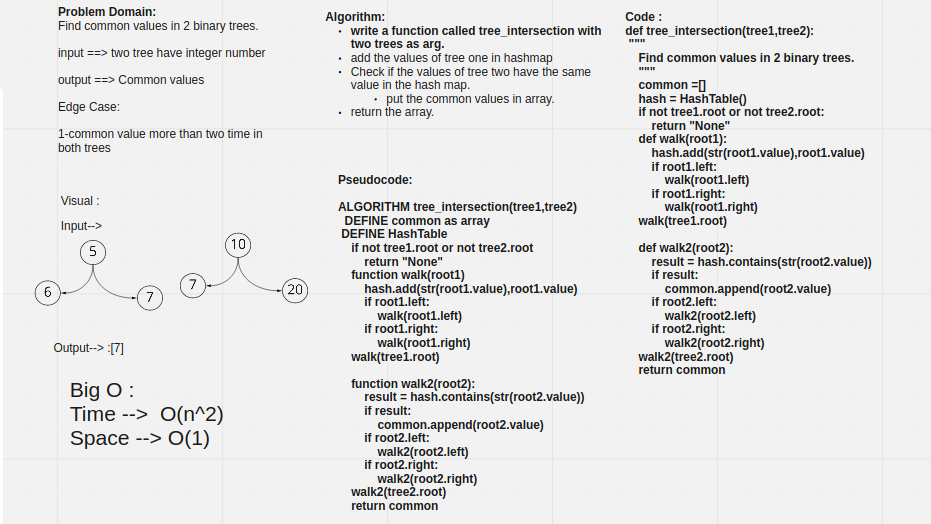 Problem Domain:
Find common values in 2 binary trees.
input ==> two tree have integer number
output ==> Common values
Edge Case:
1-common value more than two time in
both trees
Visual :
Input-->
5
6
7
10
7
20
Output--> :[7]
Big O :
Time --> O(n^2)
Space --> O(1)
Algorithm:
• write a function called tree_intersection with
two trees as arg.
• add the values of tree one in hashmap
• Check if the values of tree two have the same
value in the hash map.
• put the common values in array.
• return the array.
Pseudocode:
ALGORITHM tree_intersection(tree1,tree2)
DEFINE common as array
DEFINE HashTable
if not tree1.root or not tree2.root
return "None"
function walk(root1)
hash.add(str(root1.value),root1.value)
if root1.left:
walk(root1.left)
if root1.right:
walk(root1.right)
walk(tree1.root)
function walk2(root2):
result = hash.contains(str(root2.value))
if result:
common.append(root2.value)
if root2.left:
walk2(root2.left)
if root2.right:
walk2(root2.right)
walk2(tree2.root)
return common
Code :
def tree_intersection(tree1,tree2):
"""
Find common values in 2 binary trees.
"""
common =[]
hash = HashTable()
if not tree1.root or not tree2.root:
return "None"
def walk(root1):
hash.add(str(root1.value),root1.value)
if root1.left:
walk(root1.left)
if root1.right:
walk(root1.right)
walk(tree1.root)
def walk2(root2):
result = hash.contains(str(root2.value))
if result:
common.append(root2.value)
if root2.left:
walk2(root2.left)
if root2.right:
walk2(root2.right)
walk2(tree2.root)
return common